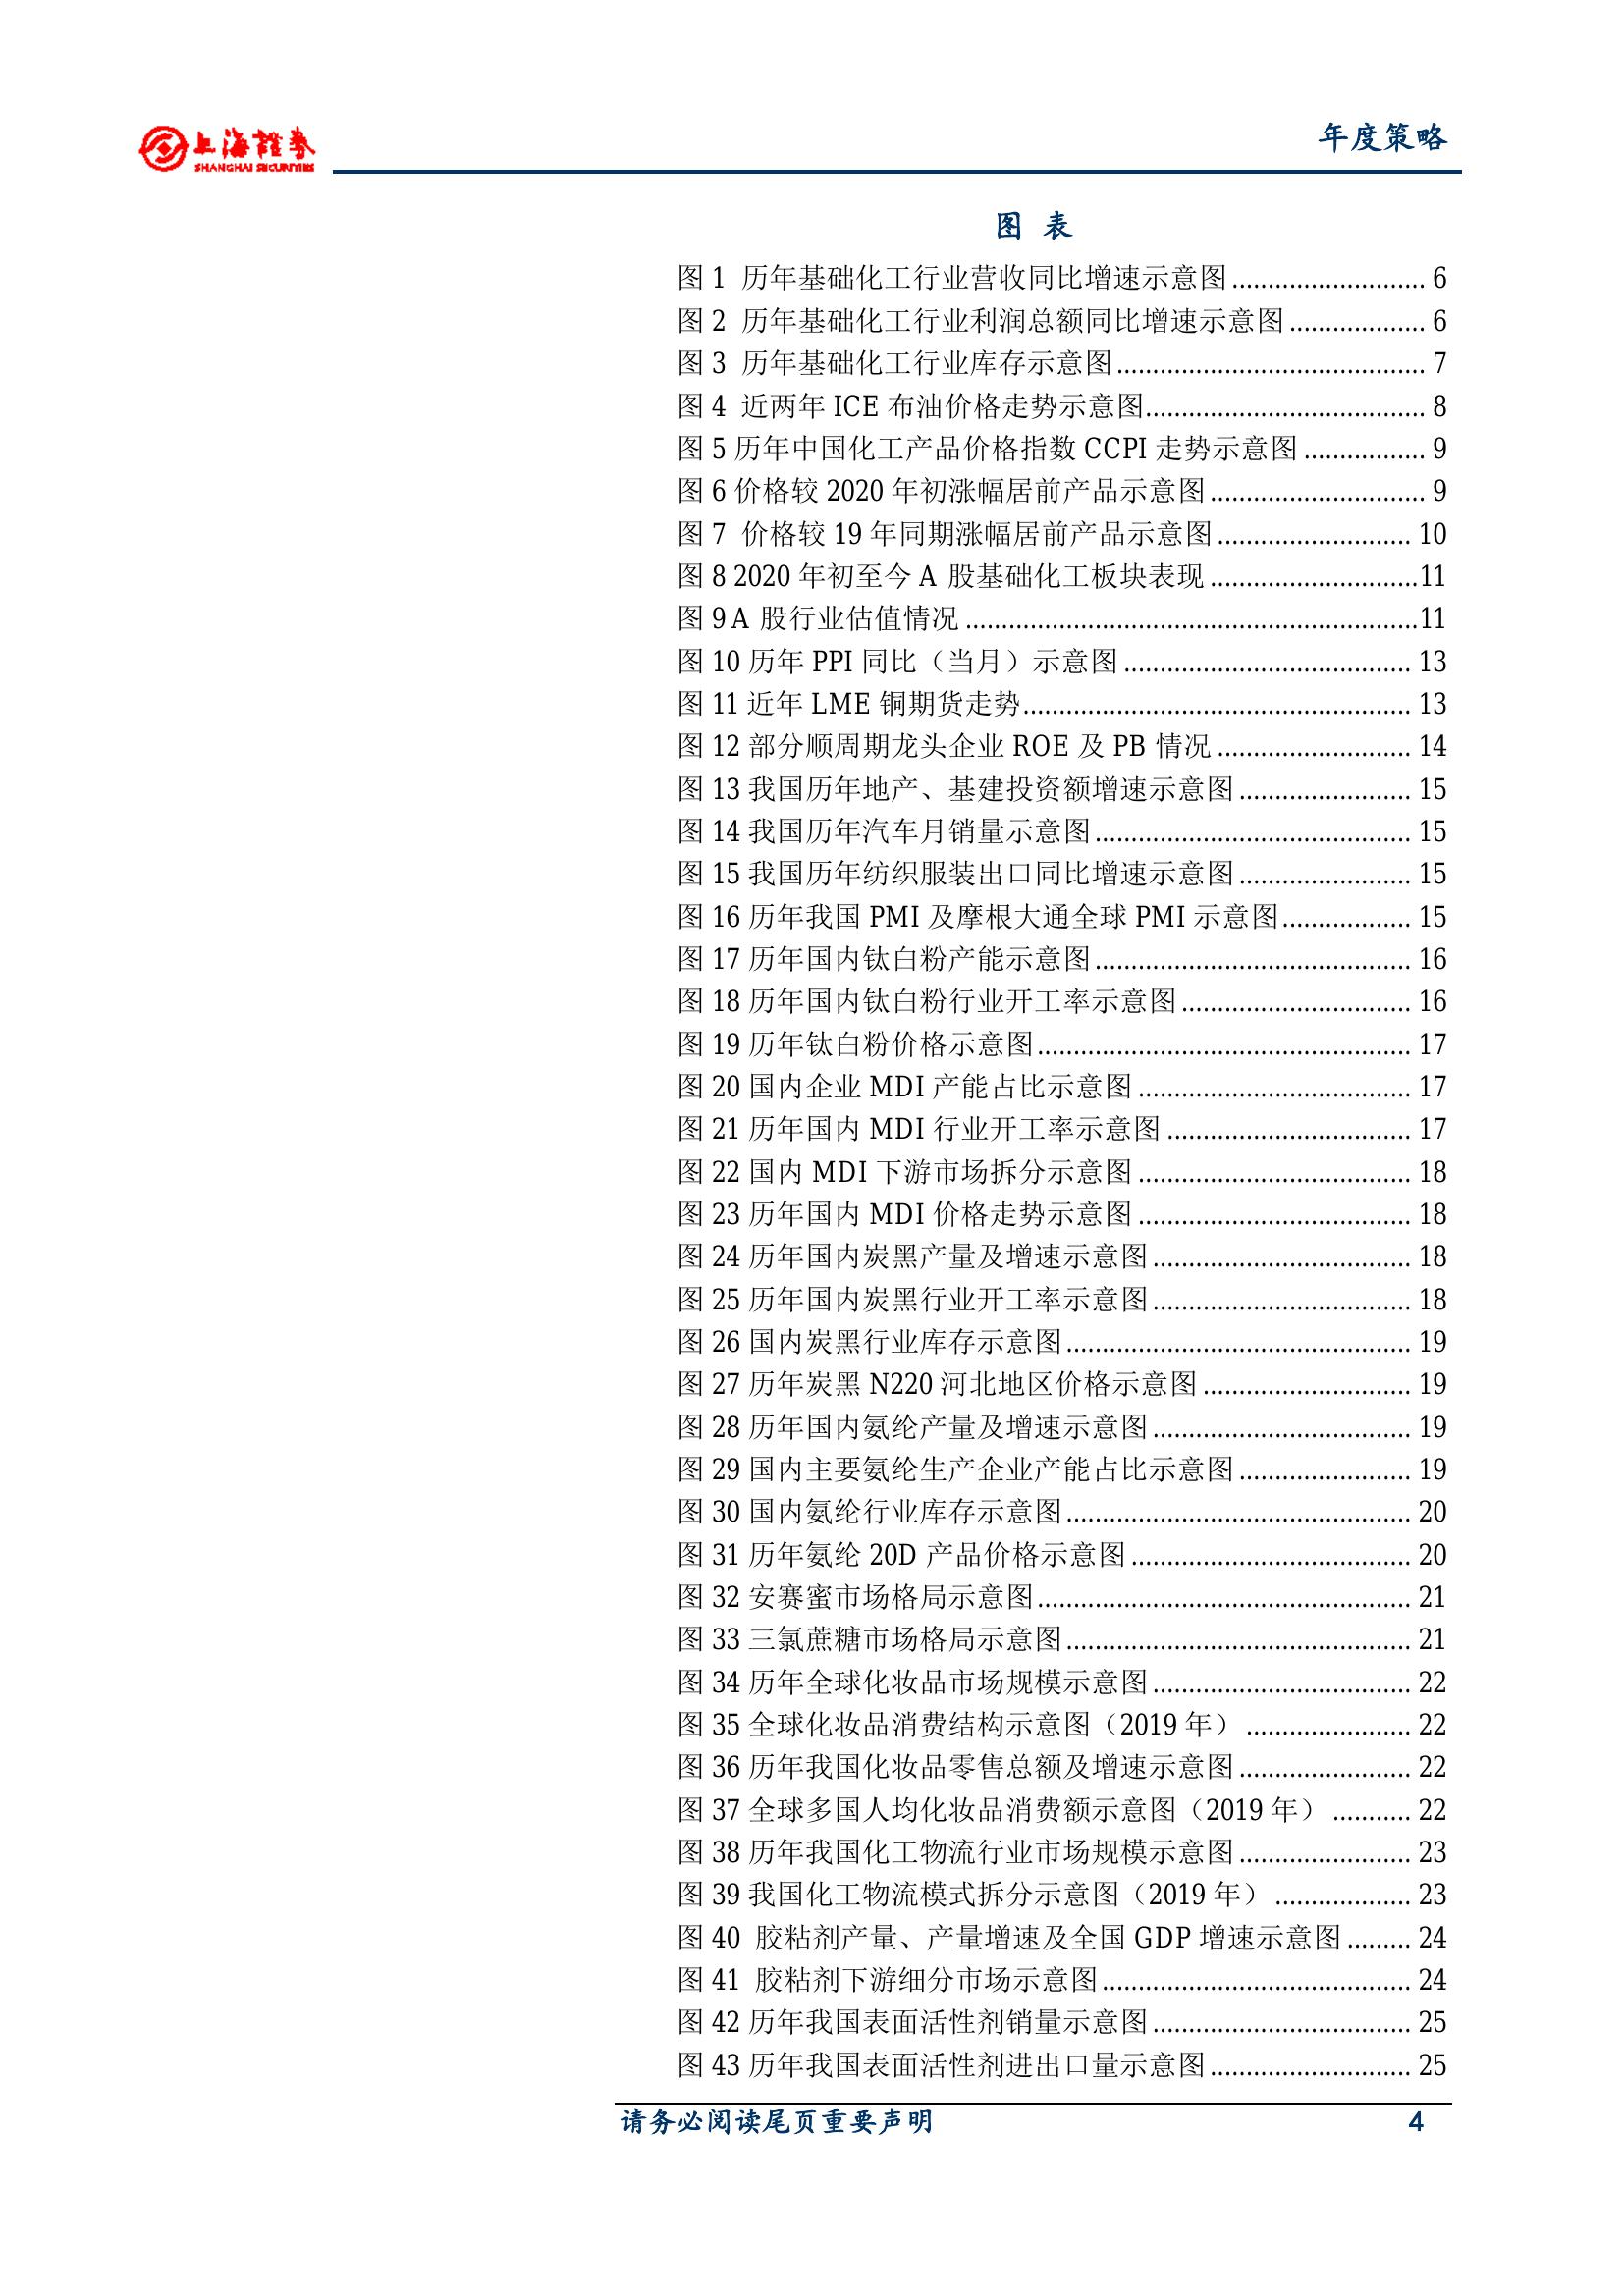 上海證券
SHANGHAI SECURITIES
年度策略
图 表
图 1  历年基础化工行业营收同比增速示意图........................... 6
图 2  历年基础化工行业利润总额同比增速示意图................... 6
图 3  历年基础化工行业库存示意图........................................... 7
图 4  近两年 ICE 布油价格走势示意图....................................... 8
图 5 历年中国化工产品价格指数 CCPI 走势示意图................. 9
图 6 价格较 2020 年初涨幅居前产品示意图.............................. 9
图 7  价格较 19 年同期涨幅居前产品示意图........................... 10
图 8 2020 年初至今 A 股基础化工板块表现.............................11
图 9 A 股行业估值情况...............................................................11
图 10 历年 PPI 同比（当月）示意图........................................ 13
图 11 近年 LME 铜期货走势...................................................... 13
图 12 部分顺周期龙头企业 ROE 及 PB 情况........................... 14
图 13 我国历年地产、基建投资额增速示意图........................ 15
图 14 我国历年汽车月销量示意图............................................ 15
图 15 我国历年纺织服装出口同比增速示意图........................ 15
图 16 历年我国 PMI 及摩根大通全球 PMI 示意图.................. 15
图 17 历年国内钛白粉产能示意图............................................ 16
图 18 历年国内钛白粉行业开工率示意图................................ 16
图 19 历年钛白粉价格示意图.................................................... 17
图 20 国内企业 MDI 产能占比示意图...................................... 17
图 21 历年国内 MDI 行业开工率示意图.................................. 17
图 22 国内 MDI 下游市场拆分示意图...................................... 18
图 23 历年国内 MDI 价格走势示意图...................................... 18
图 24 历年国内炭黑产量及增速示意图.................................... 18
图 25 历年国内炭黑行业开工率示意图.................................... 18
图 26 国内炭黑行业库存示意图................................................ 19
图 27 历年炭黑 N220 河北地区价格示意图............................. 19
图 28 历年国内氨纶产量及增速示意图.................................... 19
图 29 国内主要氨纶生产企业产能占比示意图........................ 19
图 30 国内氨纶行业库存示意图................................................ 20
图 31 历年氨纶 20D 产品价格示意图....................................... 20
图 32 安赛蜜市场格局示意图.................................................... 21
图 33 三氯蔗糖市场格局示意图................................................ 21
图 34 历年全球化妆品市场规模示意图.................................... 22
图 35 全球化妆品消费结构示意图（2019 年）....................... 22
图 36 历年我国化妆品零售总额及增速示意图........................ 22
图 37 全球多国人均化妆品消费额示意图（2019 年）........... 22
图 38 历年我国化工物流行业市场规模示意图........................ 23
图 39 我国化工物流模式拆分示意图（2019 年）................... 23
图 40  胶粘剂产量、产量增速及全国 GDP 增速示意图......... 24
图 41  胶粘剂下游细分市场示意图........................................... 24
图 42 历年我国表面活性剂销量示意图.................................... 25
图 43 历年我国表面活性剂进出口量示意图............................ 25
请务必阅读尾页重要声明
4